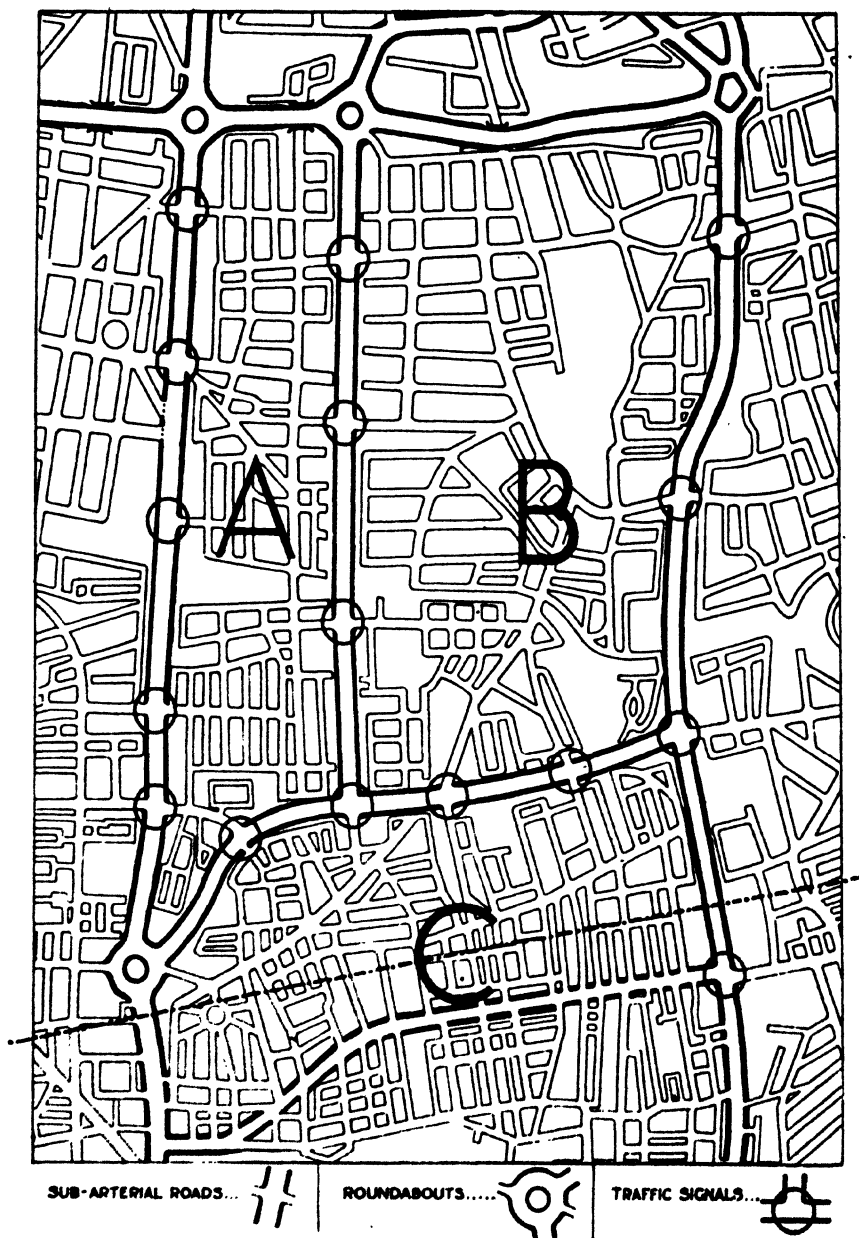 A
B
C
SUB-ARTERIAL ROADS...
ROUNDABOUTS.....
TRAFFIC SIGNALS...